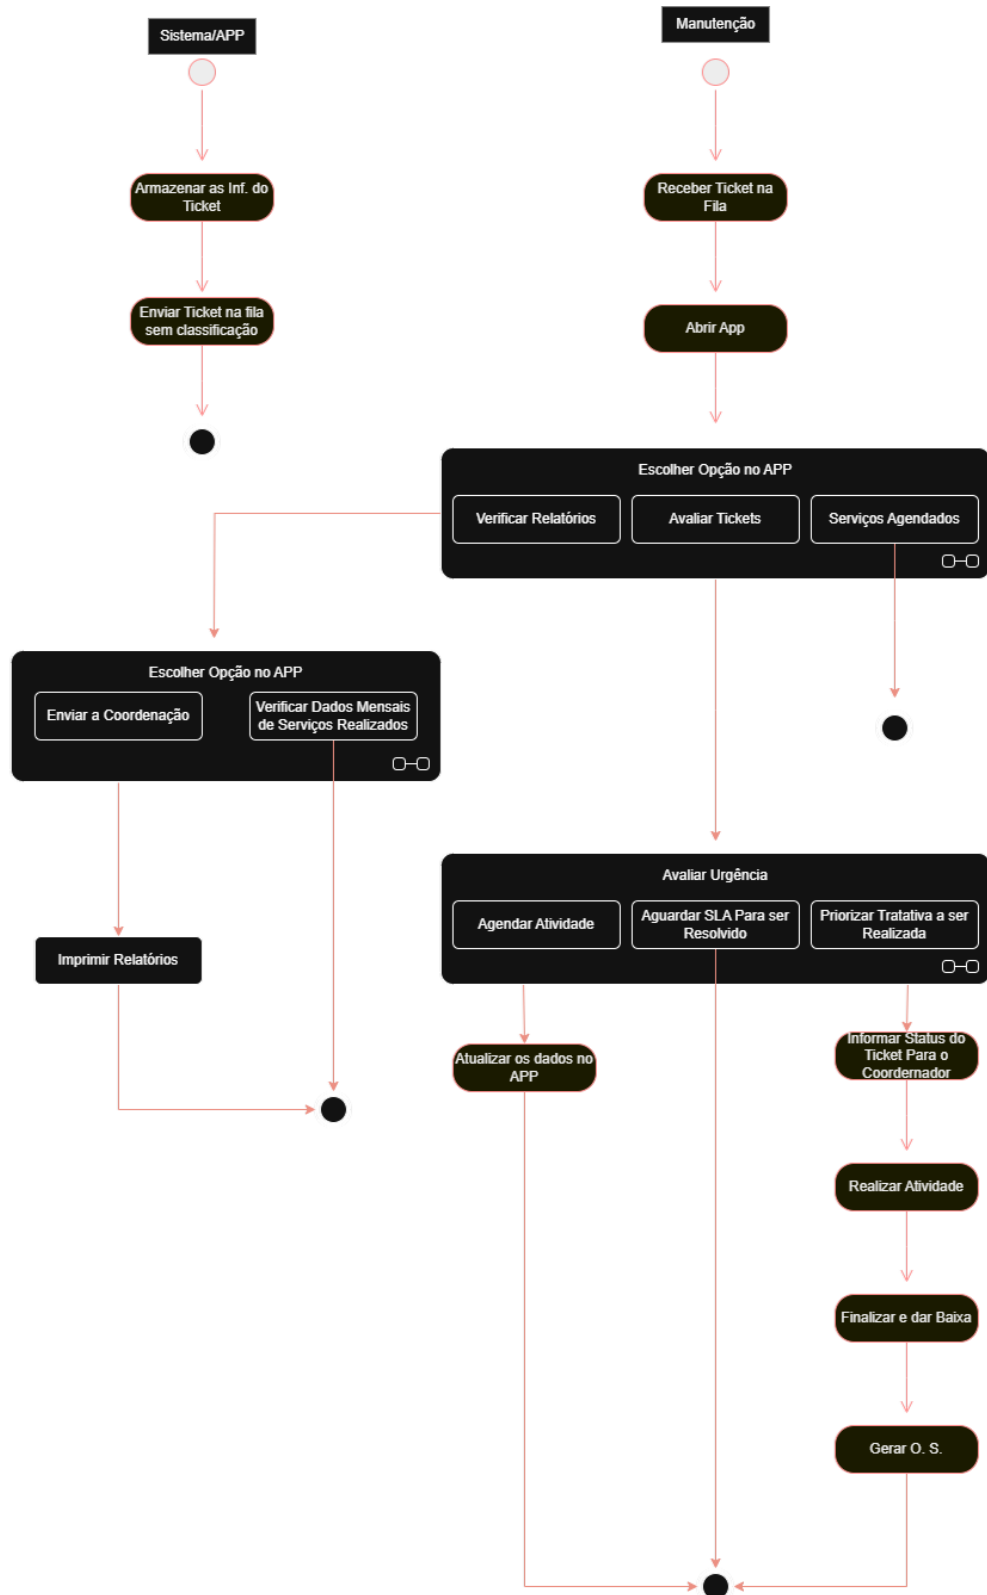 Sistema/APP
Manutenção
Armazenar as Inf. do
Ticket
Receber Ticket na
Fila
Enviar Ticket na fila
sem classificação
Abrir App
Escolher Opção no APP
Verificar Relatórios
Avaliar Tickets
Serviços Agendados
Escolher Opção no APP
Enviar a Coordenação
Verificar Dados Mensais
de Serviços Realizados
Avaliar Urgência
Agendar Atividade
Aguardar SLA Para ser
Resolvido
Priorizar Tratativa a ser
Realizada
Imprimir Relatórios
Atualizar os dados no
APP
Informar Status do
Ticket Para o
Coordernador
Realizar Atividade
Finalizar e dar Baixa
Gerar O. S.